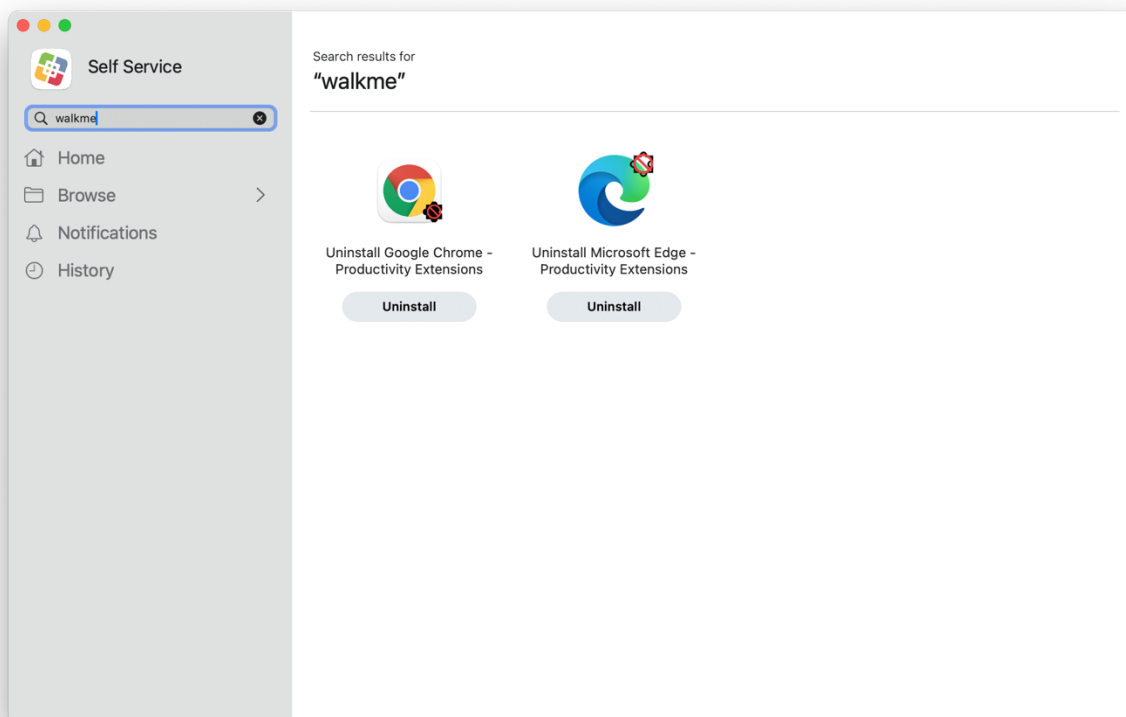 Self Service
walkme
Home
Browse
Notifications
History
Search results for
“walkme”
Uninstall Google Chrome -
Productivity Extensions
Uninstall
Uninstall Microsoft Edge -
Productivity Extensions
Uninstall